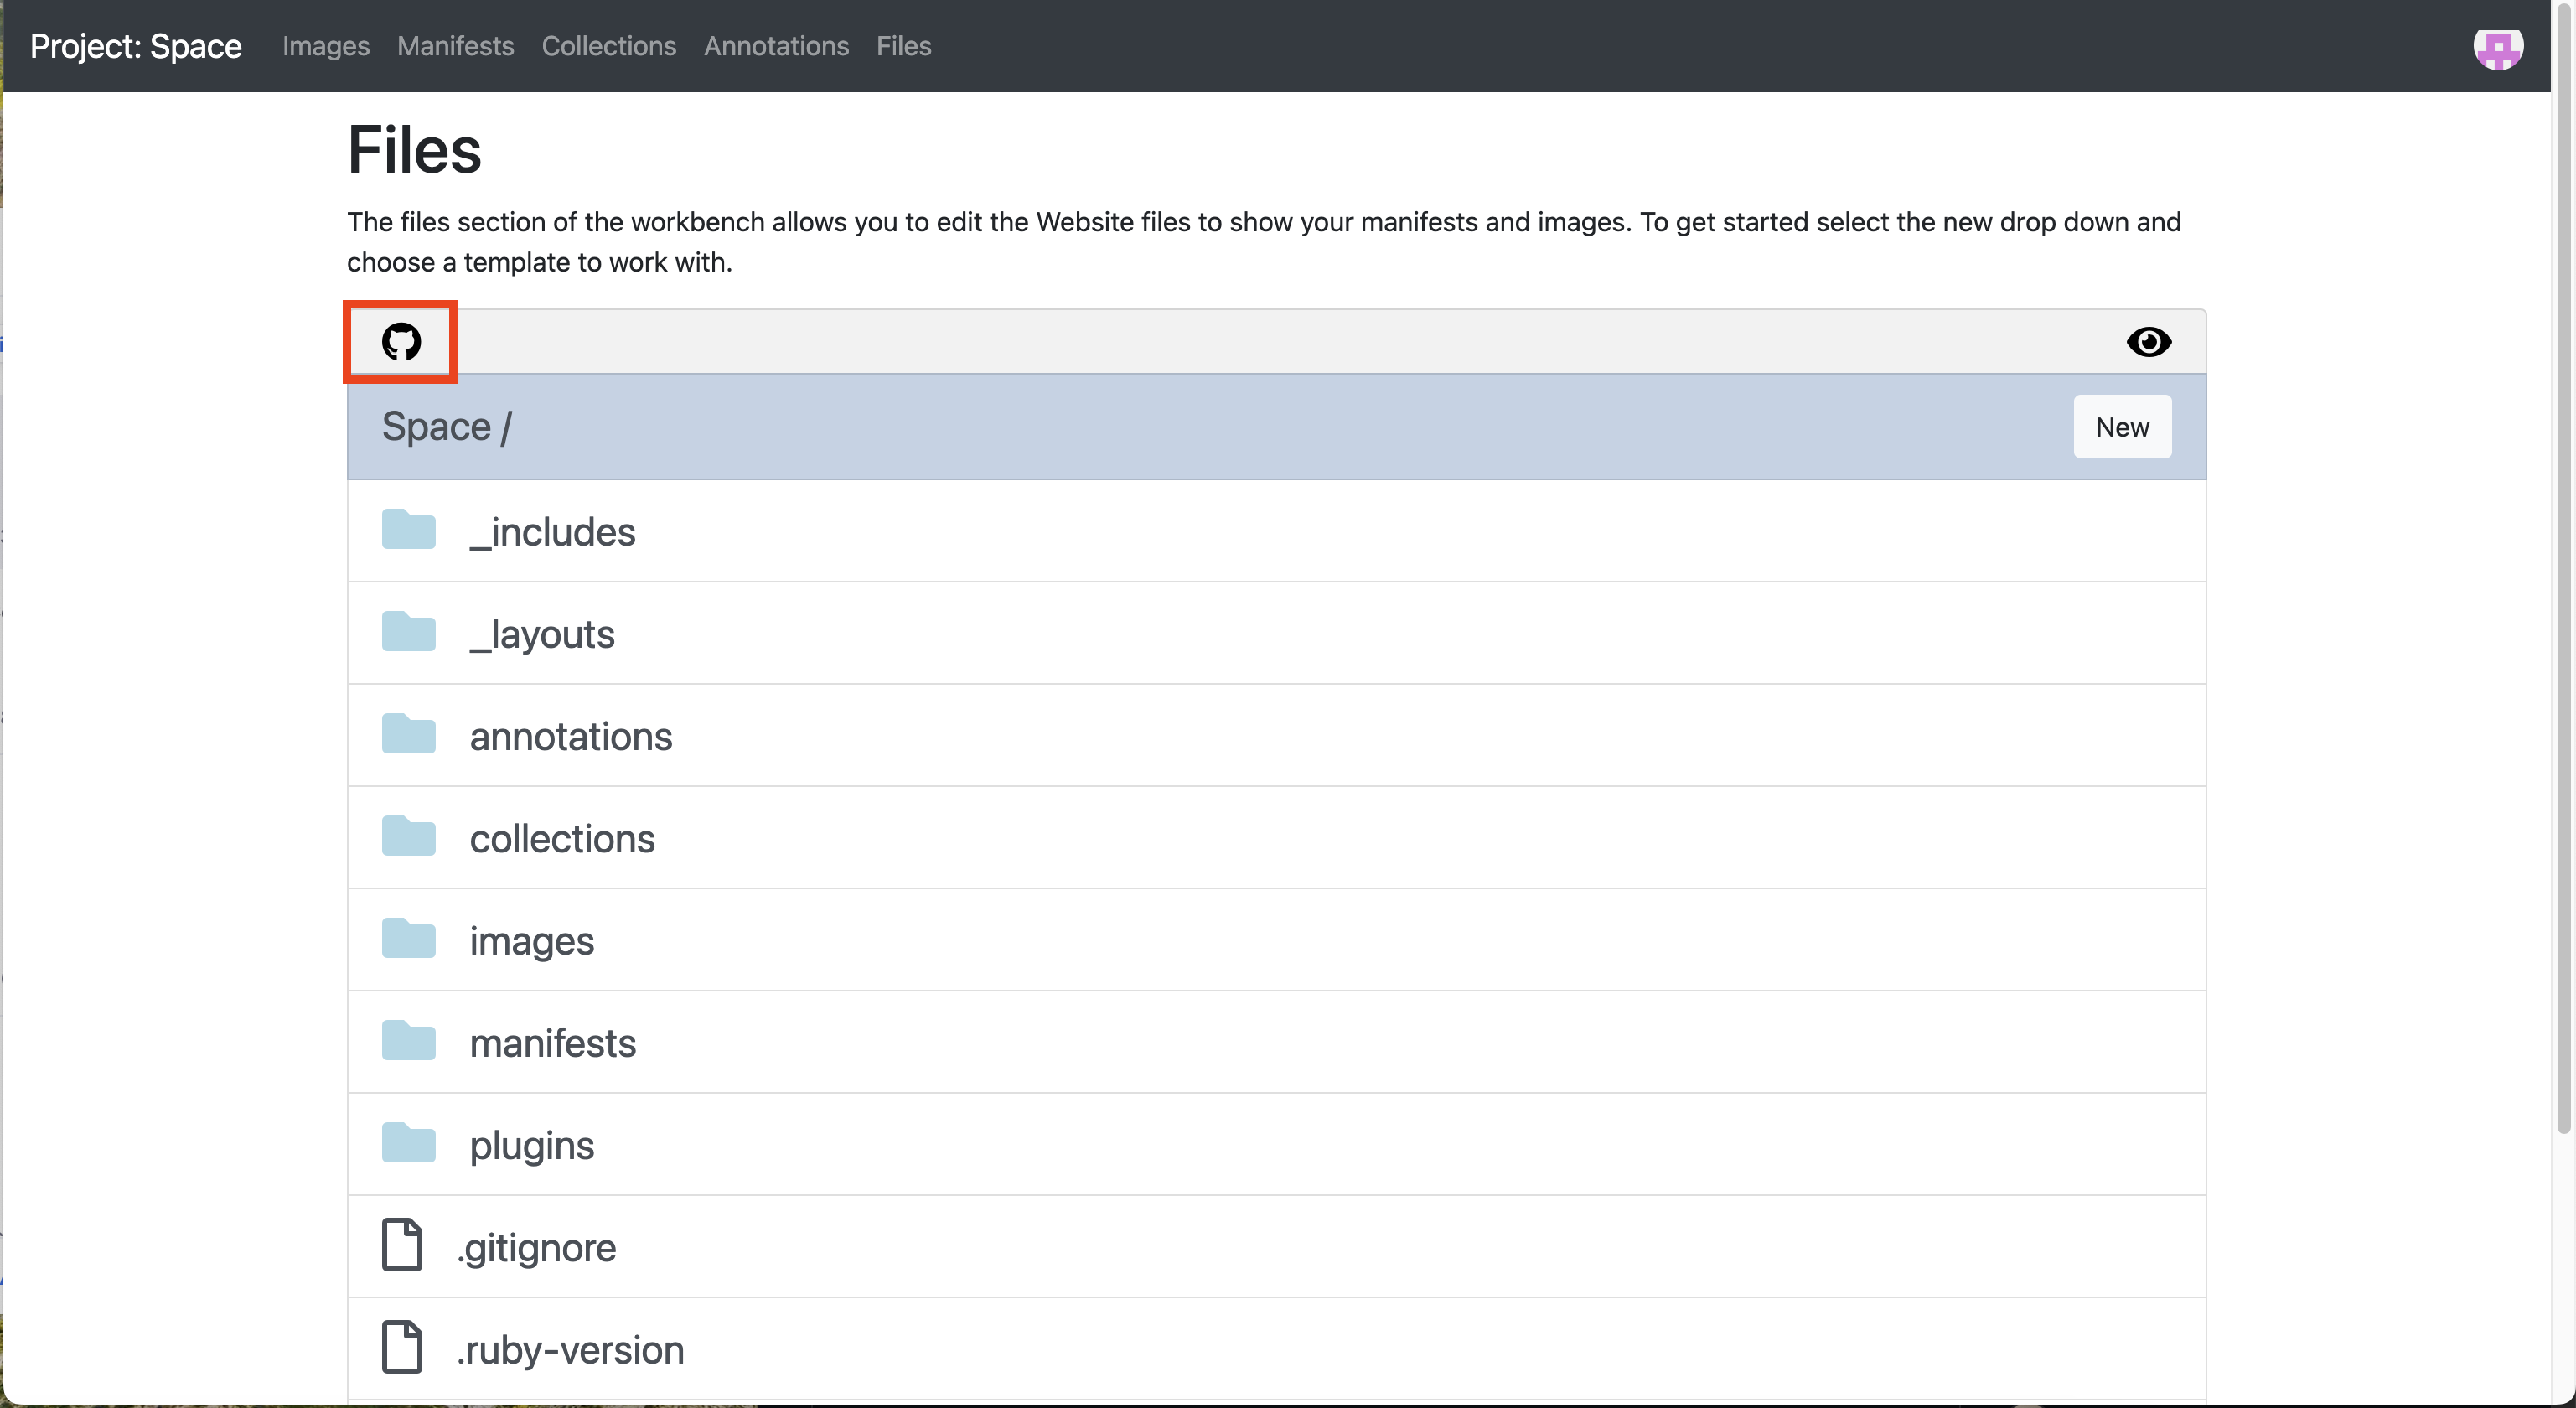 Project: Space Images Manifests Collections Annotations Files
Files
The files section of the workbench allows you to edit the Website files to show your manifests and images. To get started select the new drop down and
choose a template to work with.
Space / New
_includes
_layouts
annotations
collections
images
manifests
plugins
.gitignore
.ruby-version